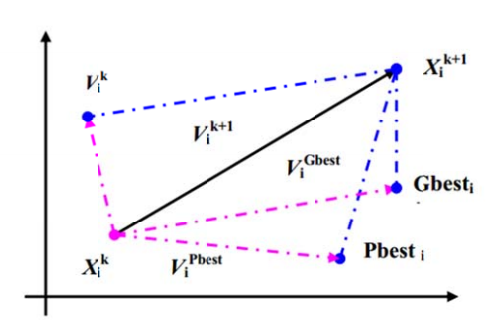 V_i^k
X_i^{k+1}
V_i^{k+1}
V_i^{Gbest}
Gbest_i
Pbest_i
X_i^k
V_i^{Pbest}